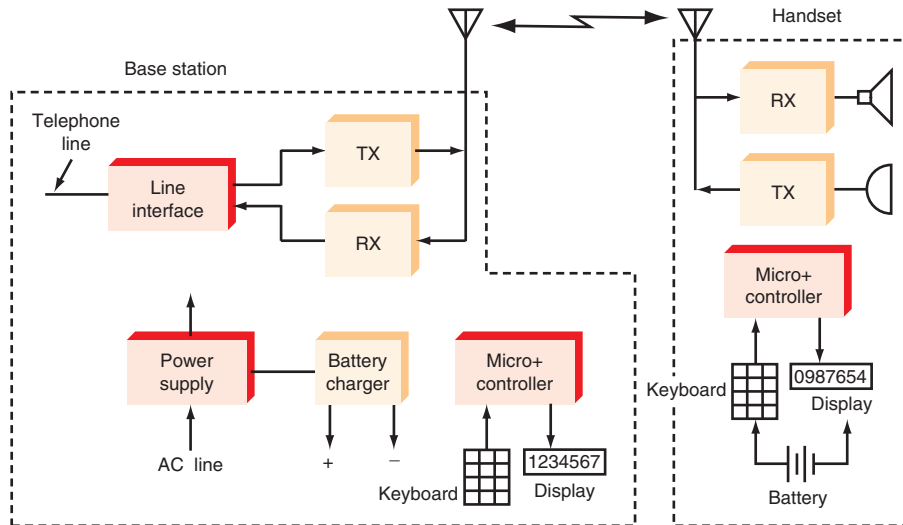 Handset
Base station
Telephone
line
Line
interface
TX
RX
RX
TX
Micro+
controller
Keyboard
0987654
Display
Battery
Power
supply
AC line
Battery
charger
+
−
Micro+
controller
Keyboard
1234567
Display